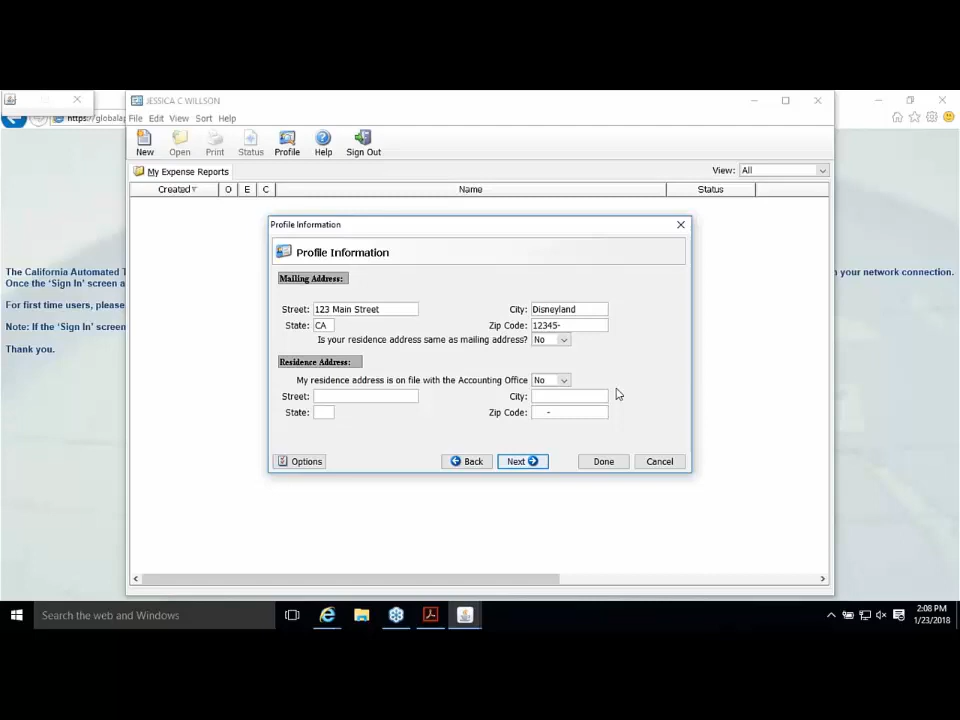 JESSICA C WILLSON
https://globala
File Edit View Sort Help
New Open Print Status Profile Help Sign Out
My Expense Reports
View: All
Created O E C Name Status
Profile Information
Profile Information
Mailing Address:
Street: 123 Main Street City: Disneyland
State: CA Zip Code: 12345-
Is your residence address same as mailing address? No
Residence Address:
My residence address is on file with the Accounting Office No
Street: City:
State: Zip Code: -
Options Back Next Done Cancel
The California Automated T
n your network connection.
Once the ‘Sign In’ screen a
For first time users, please
Note: If the ‘Sign In’ screen
Thank you.
Search the web and Windows
2:08 PM
1/23/2018